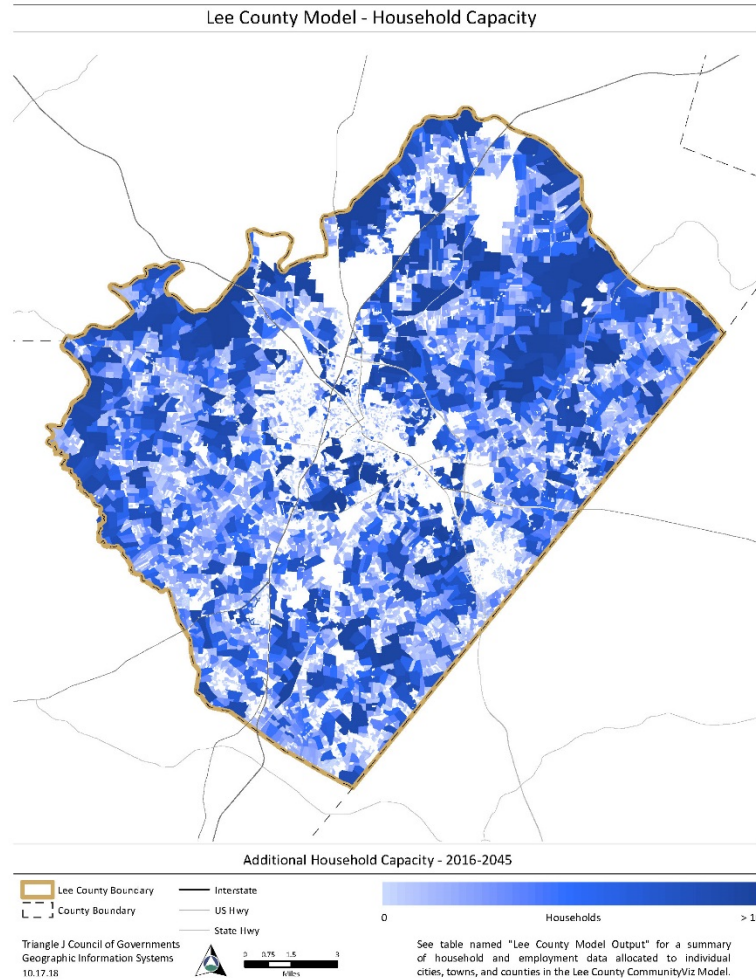 Lee County Model - Household Capacity
Additional Household Capacity - 2016-2045
Lee County Boundary
County Boundary
Interstate
US Hwy
State Hwy
0
Households
> 1
Triangle J Council of Governments
Geographic Information Systems
10.17.18
0 0.75 1.5 3
Miles
See table named "Lee County Model Output" for a summary
of household and employment data allocated to individual
cities, towns, and counties in the Lee County CommunityViz Model.